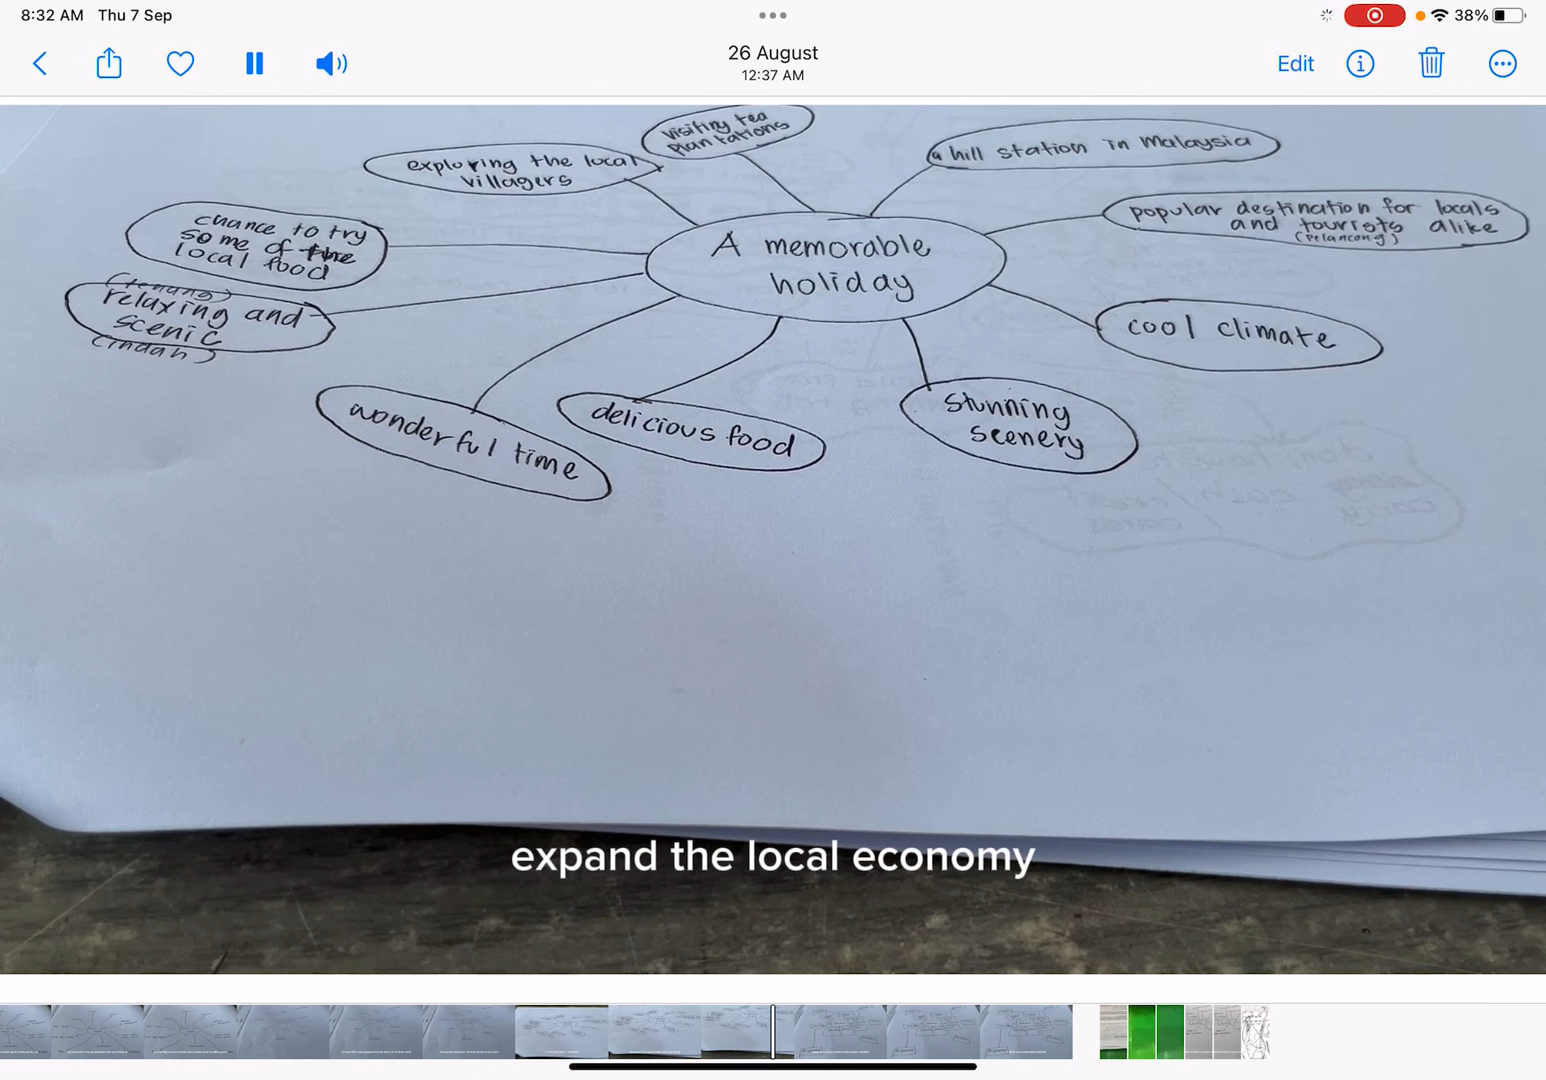 8:32 AM Thu 7 Sep
38%
26 August
12:37 AM
Edit
visiting tea
plantations
exploring the local
villagers
a hill station in Malaysia
popular destination for locals
and tourists alike
(pelancong)
chance to try
some of the
local food
A memorable
holiday
(tenang)
relaxing and
scenic
(indah)
cool climate
wonderful time
delicious food
stunning
scenery
expand the local economy